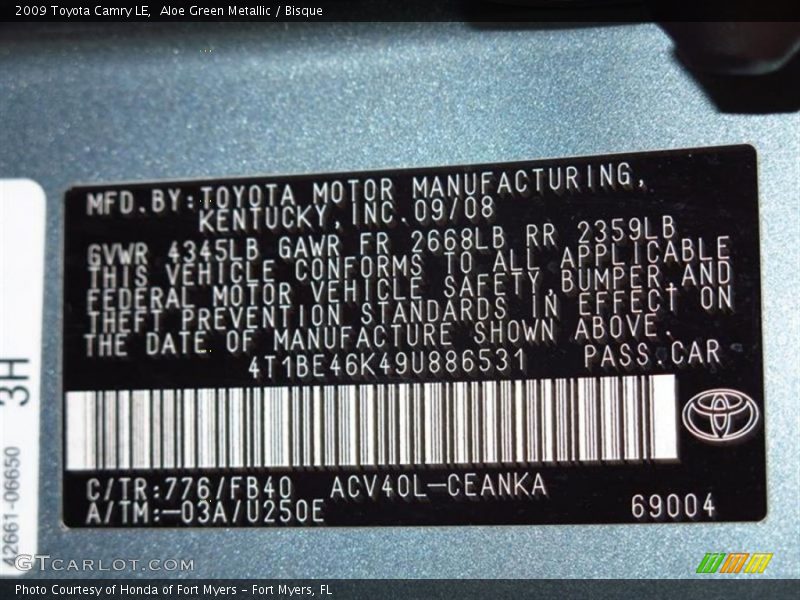 2009 Toyota Camry LE,  Aloe Green Metallic / Bisque
MFD.BY:TOYOTA MOTOR MANUFACTURING,
KENTUCKY,INC.09/08
GVWR 4345LB GAWR FR 2668LB RR 2359LB
THIS VEHICLE CONFORMS TO ALL APPLICABLE
FEDERAL MOTOR VEHICLE SAFETY,BUMPER,AND
THEFT PREVENTION STANDARDS IN EFFECT ON
THE DATE OF MANUFACTURE SHOWN ABOVE.
4T1BE46K49U886531 PASS.CAR
C/TR:776/FB40 ACV40L-CEANKA
A/TM:-03A/U250E 69004
42661-06650 3H
GTCARLOT.COM
Photo Courtesy of Honda of Fort Myers – Fort Myers, FL